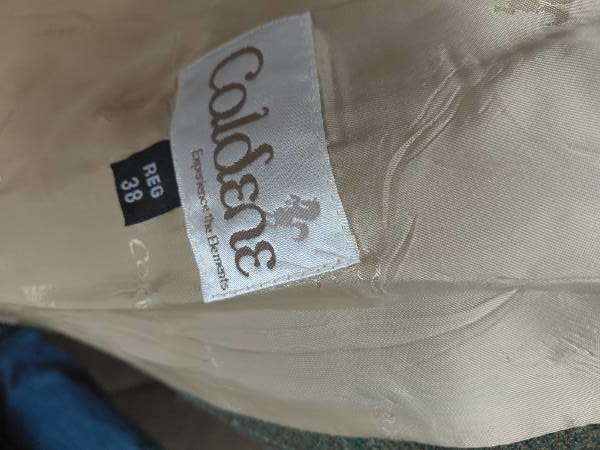 Caldene
Experience the Elements
REG
38